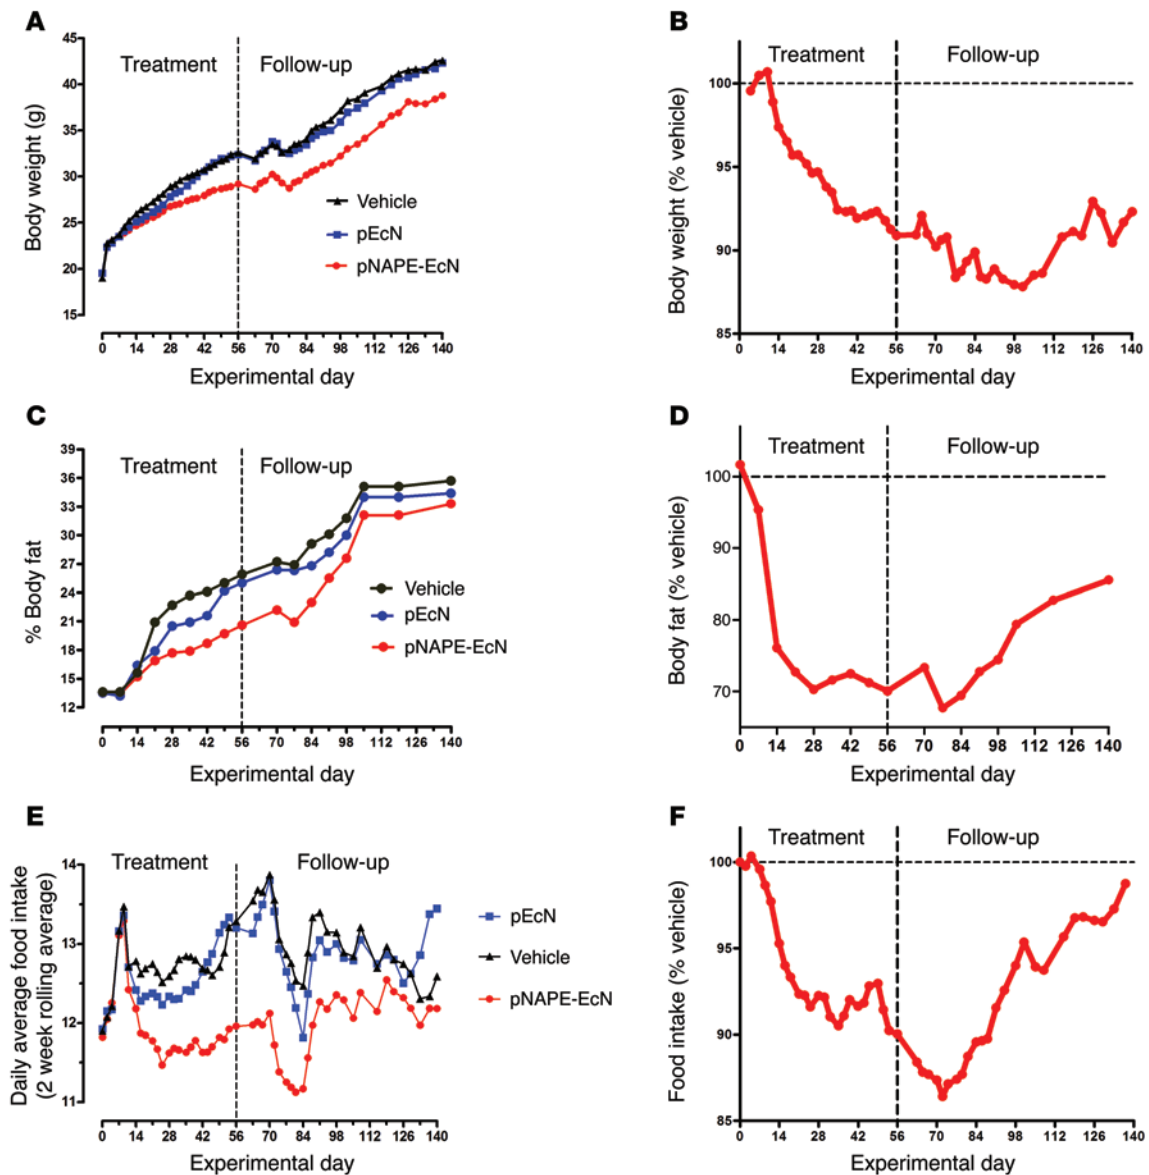 A
45
40
35
30
25
20
15
Body weight (g)
Treatment
Follow-up
Vehicle
pEcN
pNAPE-EcN
0 14 28 42 56 70 84 98 112 126 140
Experimental day
B
100
95
90
85
Body weight (% vehicle)
Treatment
Follow-up
0 14 28 42 56 70 84 98 112 126 140
Experimental day
C
39
36
33
30
27
24
21
18
15
12
% Body fat
Treatment
Follow-up
Vehicle
pEcN
pNAPE-EcN
0 14 28 42 56 70 84 98 112 126 140
Experimental day
D
100
90
80
70
Body fat (% vehicle)
Treatment
Follow-up
0 14 28 42 56 70 84 98 112 126 140
Experimental day
E
14
13
12
11
Daily average food intake
(2 week rolling average)
Treatment
Follow-up
pEcN
Vehicle
pNAPE-EcN
0 14 28 42 56 70 84 98 112 126 140
Experimental day
F
100
95
90
85
Food intake (% vehicle)
Treatment
Follow-up
0 14 28 42 56 70 84 98 112 126 140
Experimental day